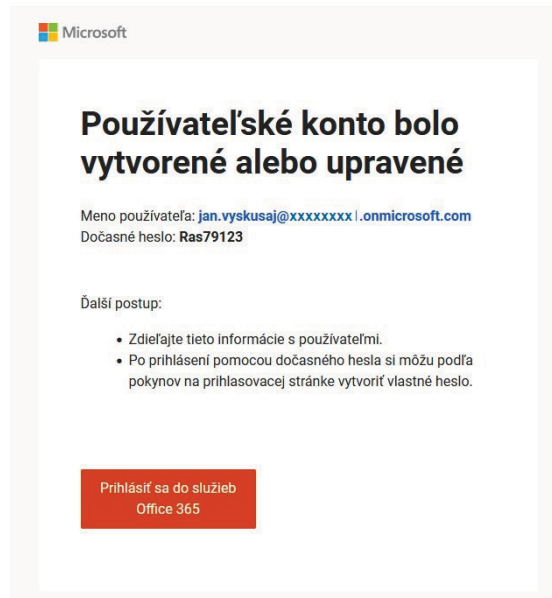 Microsoft
Používateľské konto bolo
vytvorené alebo upravené
Meno používateľa: jan.vyskusaj@xxxxxxxx|.onmicrosoft.com
Dočasné heslo: Ras79123
Ďalší postup:
• Zdieľajte tieto informácie s používateľmi.
• Po prihlásení pomocou dočasného hesla si môžu podľa
pokynov na prihlasovacej stránke vytvoriť vlastné heslo.
Prihlásiť sa do služieb
Office 365